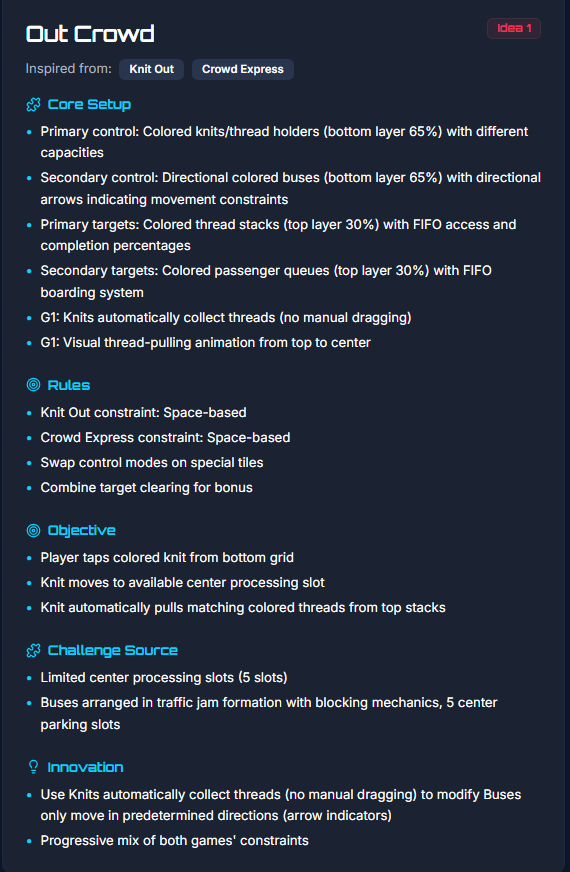 Out Crowd
Idea 1
Inspired from: Knit Out Crowd Express
Core Setup
• Primary control: Colored knits/thread holders (bottom layer 65%) with different
capacities
• Secondary control: Directional colored buses (bottom layer 65%) with directional
arrows indicating movement constraints
• Primary targets: Colored thread stacks (top layer 30%) with FIFO access and
completion percentages
• Secondary targets: Colored passenger queues (top layer 30%) with FIFO
boarding system
• G1: Knits automatically collect threads (no manual dragging)
• G1: Visual thread-pulling animation from top to center
Rules
• Knit Out constraint: Space-based
• Crowd Express constraint: Space-based
• Swap control modes on special tiles
• Combine target clearing for bonus
Objective
• Player taps colored knit from bottom grid
• Knit moves to available center processing slot
• Knit automatically pulls matching colored threads from top stacks
Challenge Source
• Limited center processing slots (5 slots)
• Buses arranged in traffic jam formation with blocking mechanics, 5 center
parking slots
Innovation
• Use Knits automatically collect threads (no manual dragging) to modify Buses
only move in predetermined directions (arrow indicators)
• Progressive mix of both games' constraints